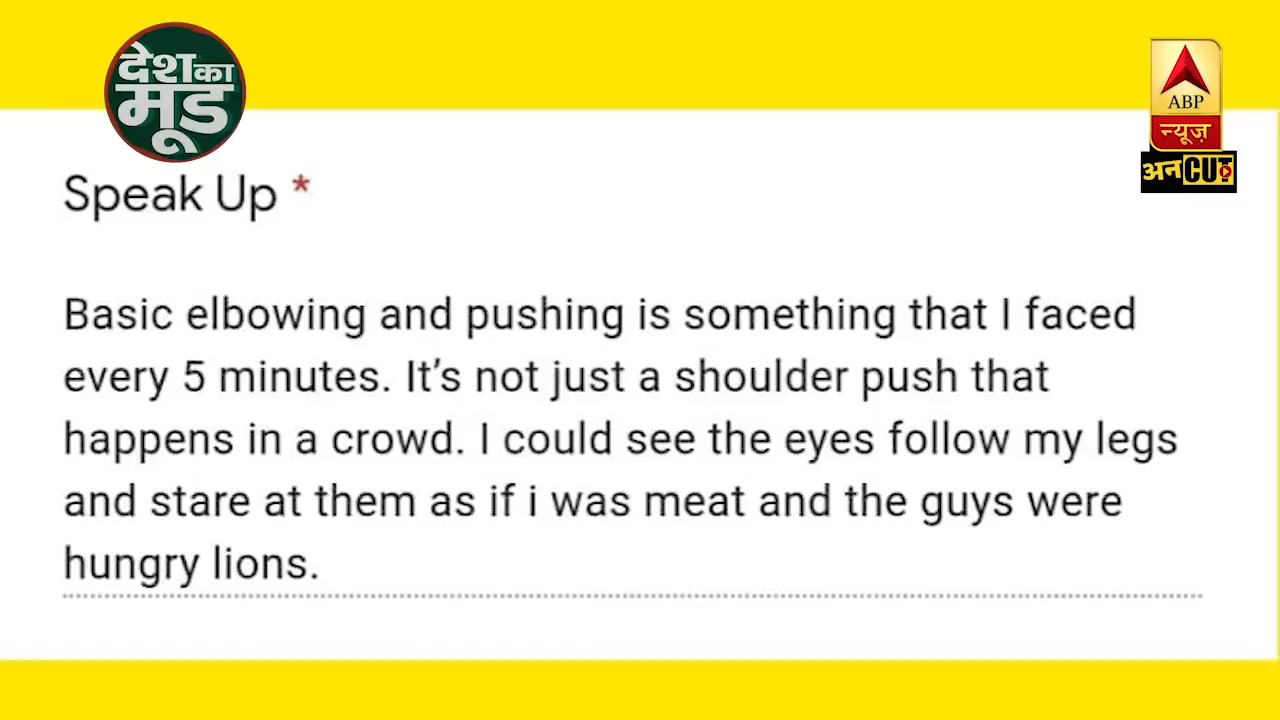 देश का
मूड
ABP
न्यूज़
अनCUT
Speak Up *
Basic elbowing and pushing is something that I faced
every 5 minutes. It’s not just a shoulder push that
happens in a crowd. I could see the eyes follow my legs
and stare at them as if i was meat and the guys were
hungry lions.